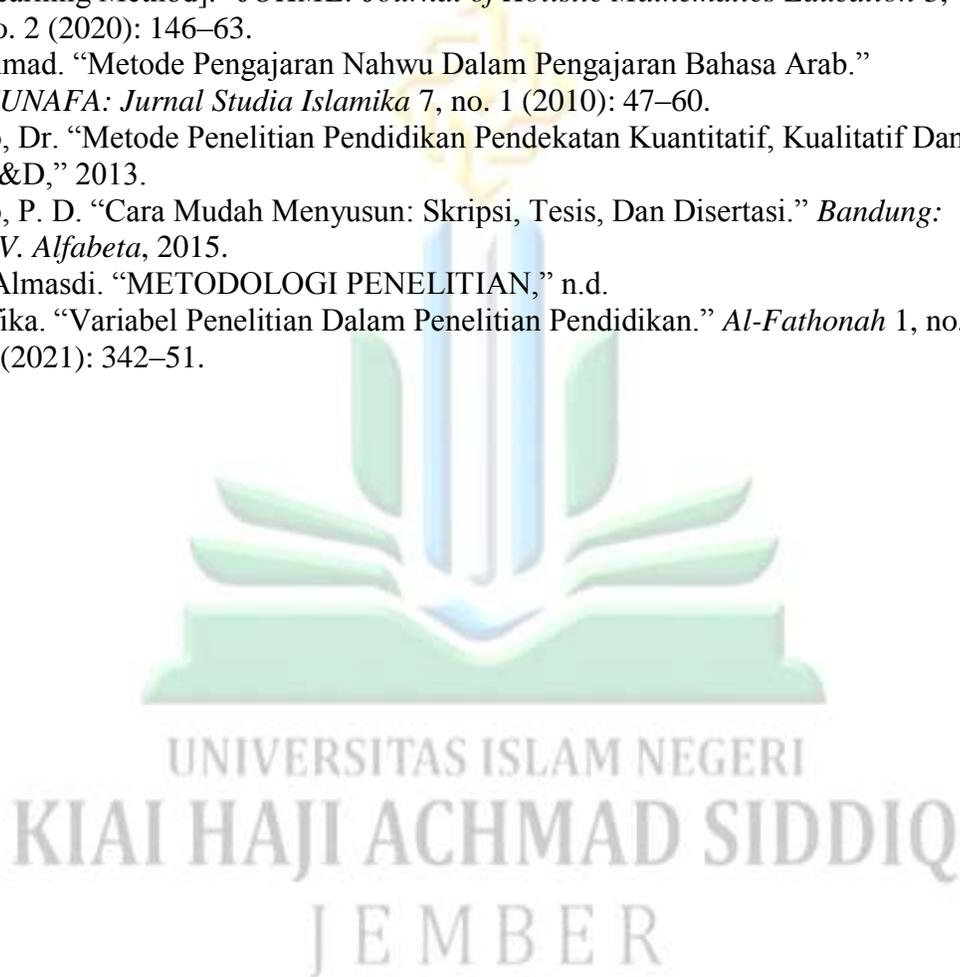 Method].” JOHME: Journal of Holistic Mathematics Education 3,
o. 2 (2020): 146–63.
mad. “Metode Pengajaran Nahwu Dalam Pengajaran Bahasa Arab.”
UNAFA: Jurnal Studia Islamika 7, no. 1 (2010): 47–60.
, Dr. “Metode Penelitian Pendidikan Pendekatan Kuantitatif, Kualitatif Dan
&D,” 2013.
, P. D. “Cara Mudah Menyusun: Skripsi, Tesis, Dan Disertasi.” Bandung:
V. Alfabeta, 2015.
Almasdi. “METODOLOGI PENELITIAN,” n.d.
ika. “Variabel Penelitian Dalam Penelitian Pendidikan.” Al-Fathonah 1, no.
(2021): 342–51.
UNIVERSITAS ISLAM NEGERI
KIAI HAJI ACHMAD SIDDIQ
JEMBER